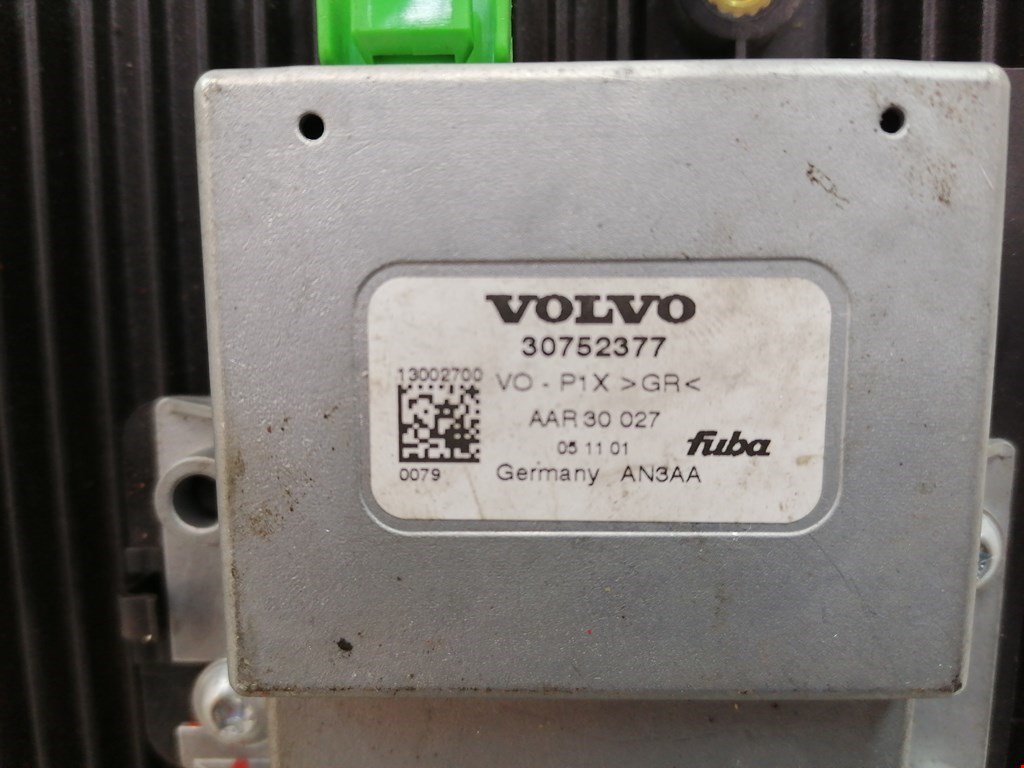 VOLVO
30752377
13002700
VO - P1X >GR<
AAR 30 027
05 11 01
fuba
0079
Germany AN3AA